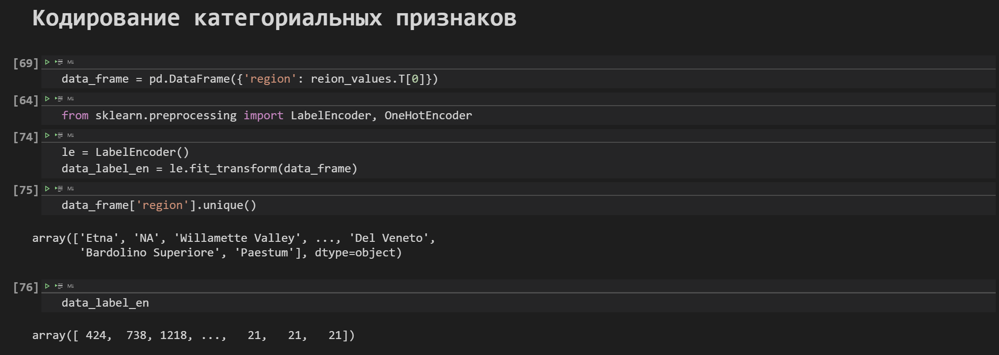 Кодирование категориальных признаков
[69]
M↓
data_frame = pd.DataFrame({'region': reion_values.T[0]})
[64]
M↓
from sklearn.preprocessing import LabelEncoder, OneHotEncoder
[74]
M↓
le = LabelEncoder()
data_label_en = le.fit_transform(data_frame)
[75]
M↓
data_frame['region'].unique()
array(['Etna', 'NA', 'Willamette Valley', ..., 'Del Veneto',
       'Bardolino Superiore', 'Paestum'], dtype=object)
[76]
M↓
data_label_en
array([ 424,  738, 1218, ...,   21,   21,   21])